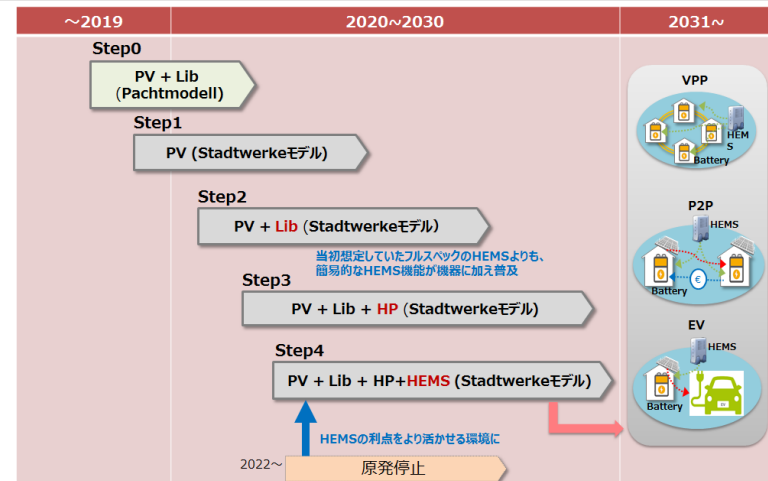 ～2019
2020~2030
2031~
Step0
PV + Lib
(Pachtmodell)
Step1
PV (Stadtwerkeモデル)
Step2
PV + Lib (Stadtwerkeモデル)
当初想定していたフルスペックのHEMSよりも、
簡易的なHEMS機能が機器に加え普及
Step3
PV + Lib + HP (Stadtwerkeモデル)
Step4
PV + Lib + HP+HEMS (Stadtwerkeモデル)
HEMSの利点をより活かせる環境に
2022～
原発停止
VPP
HEM
S
Battery
P2P
HEMS
€
Battery
EV
HEMS
Battery